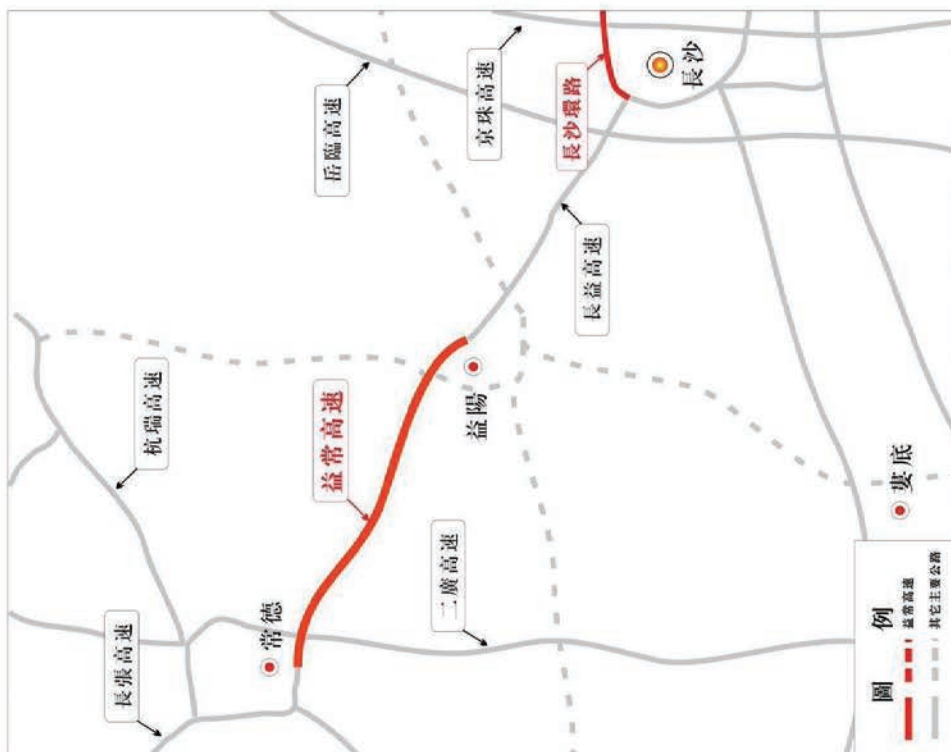 長張高速
杭瑞高速
岳臨高速
京珠高速
長沙環路
長沙
常德
益常高速
益陽
長益高速
二廣高速
婁底
圖例
益常高速
其它主要公路